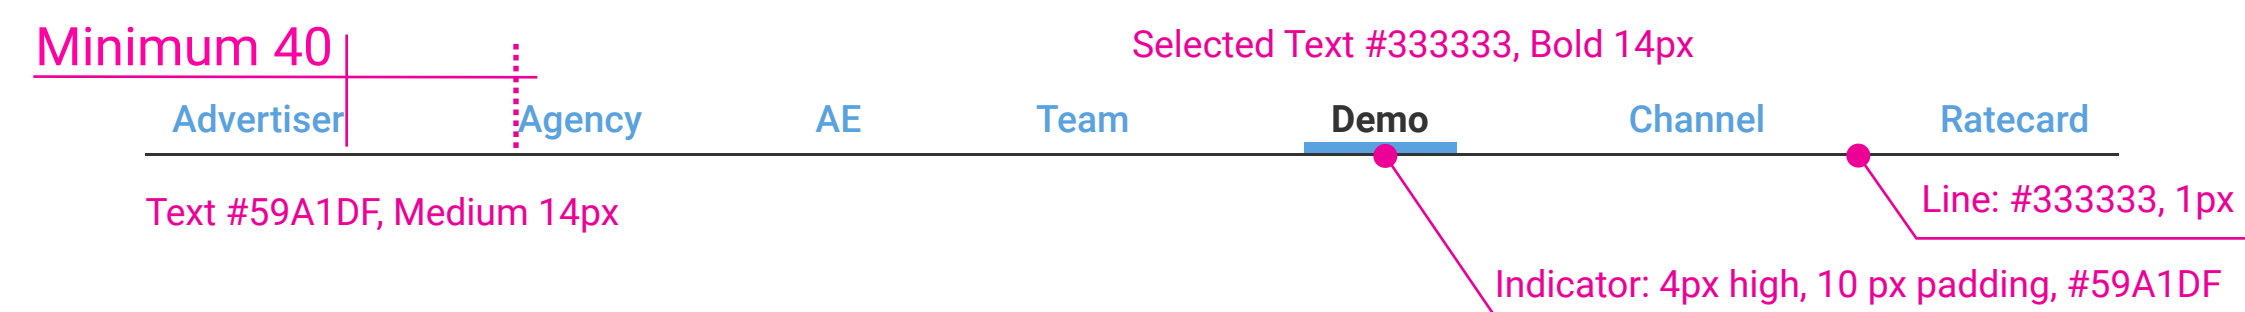 Minimum 40
Selected Text #333333, Bold 14px
Advertiser Agency AE Team Demo Channel Ratecard
Text #59A1DF, Medium 14px
Line: #333333, 1px
Indicator: 4px high, 10 px padding, #59A1DF